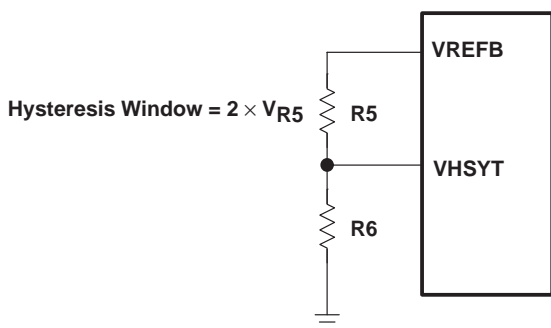 VREFB
Hysteresis Window = 2 × VR5
R5
VHSYT
R6